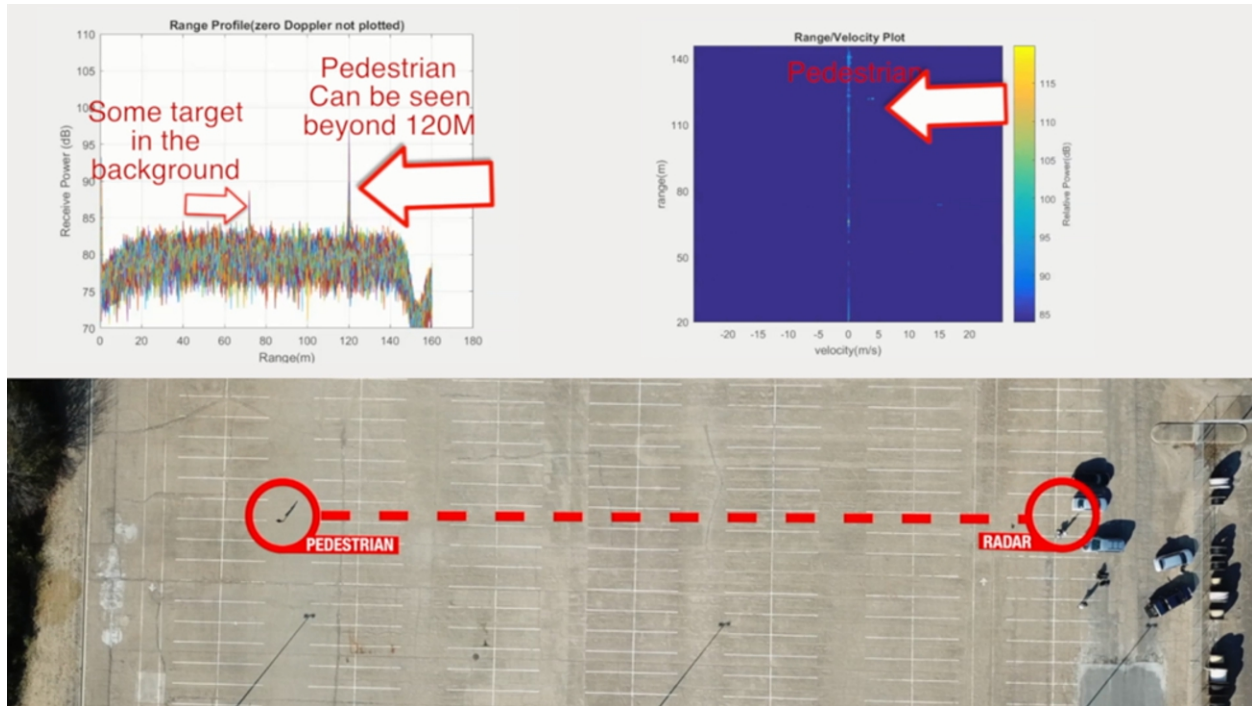 Range Profile(zero Doppler not plotted)
110
105
100
95
90
85
80
75
70
Receive Power (dB)
0 20 40 60 80 100 120 140 160 180
Range(m)
Some target
in the
background
Pedestrian
Can be seen
beyond 120M
Range/Velocity Plot
140
110
80
50
20
range(m)
-20 -15 -10 -5 0 5 10 15 20
velocity(m/s)
Pedestrian
115
110
105
100
95
90
85
Relative Power(dB)
PEDESTRIAN
RADAR